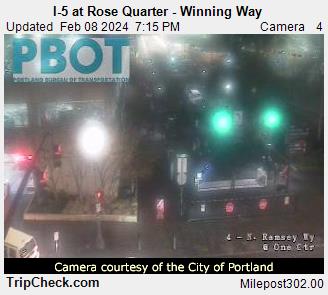 I-5 at Rose Quarter - Winning Way
Updated Feb 08 2024 7:15 PM Camera 4
PBOT
PORTLAND BUREAU OF TRANSPORTATION
4 - N. Ramsey Wy
@ One Ctr
Camera courtesy of the City of Portland
TripCheck.com Milepost302.00